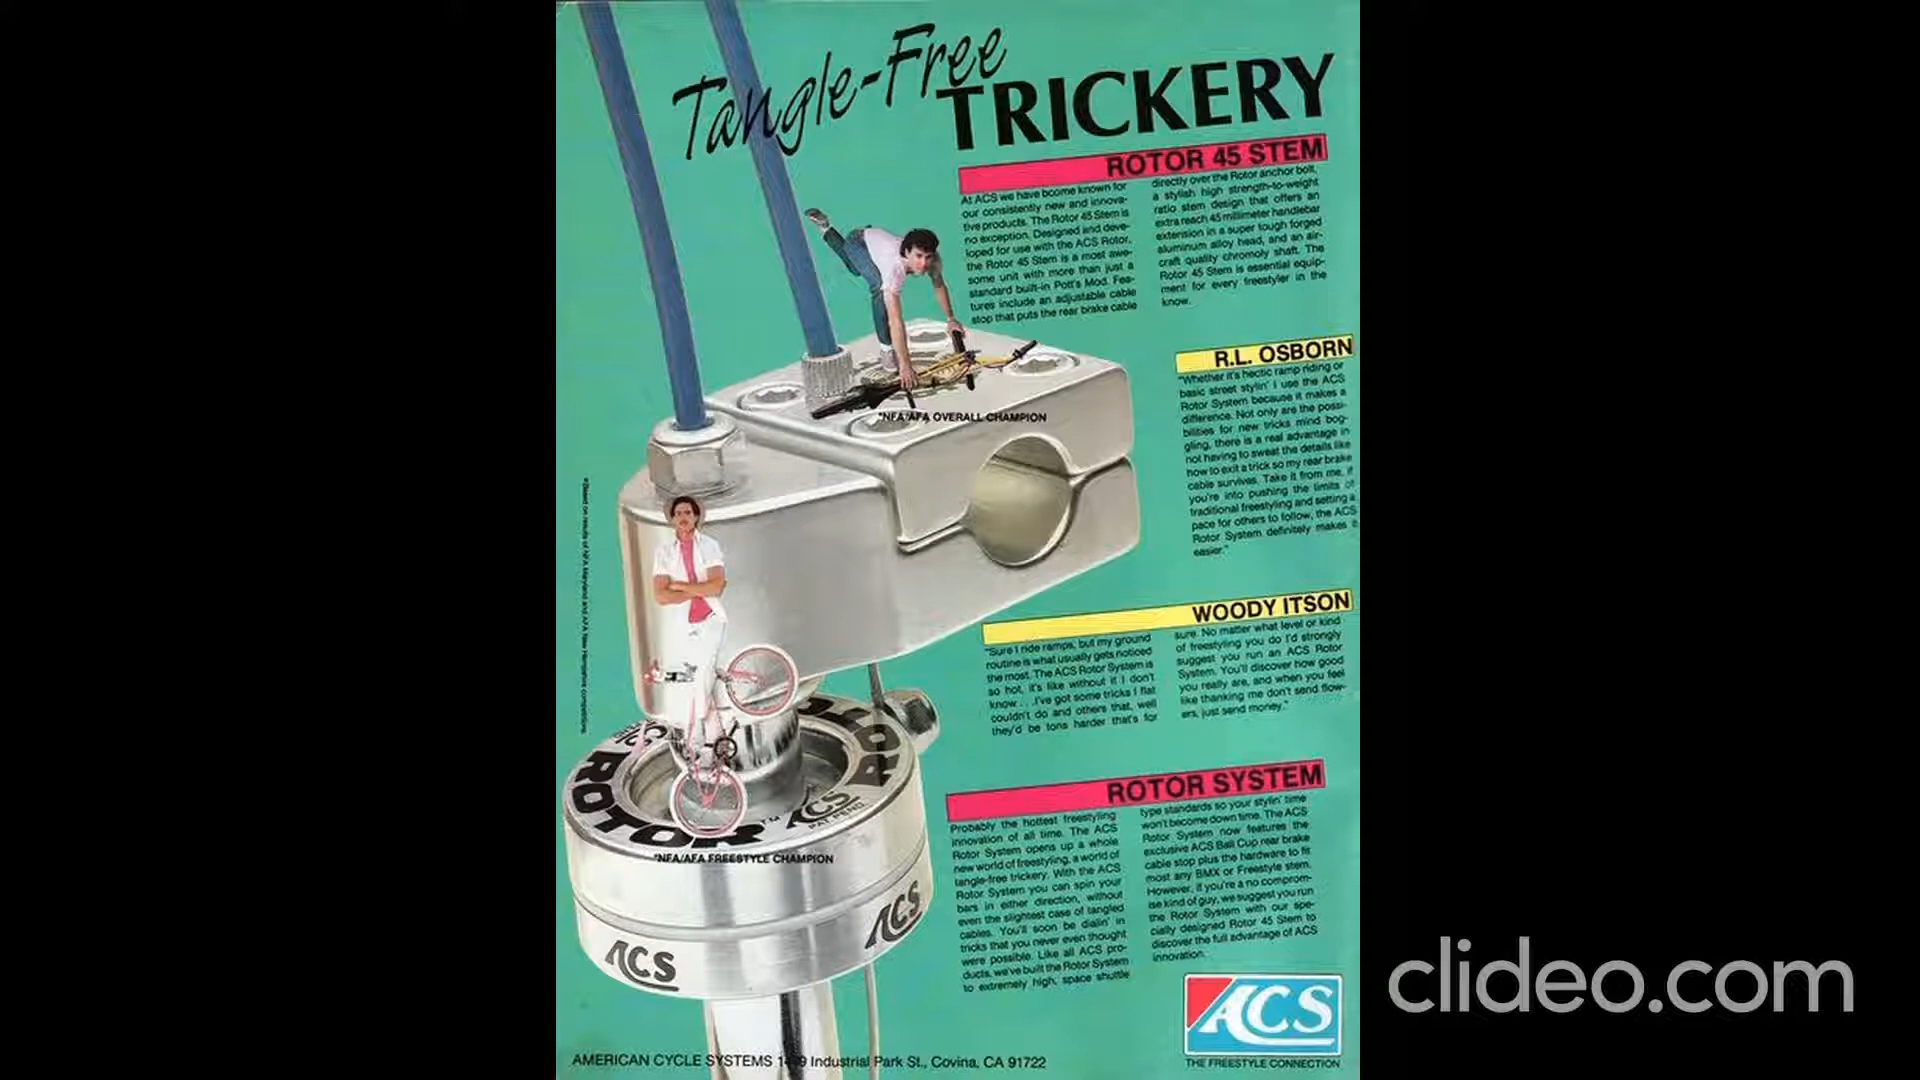 Tangle-Free
TRICKERY
ROTOR 45 STEM
At ACS we have bcome known for
our consistently new and innova-
tive products. The Rotor 45 Stem is
no exception. Designed and deve-
loped for use with the ACS Rotor,
the Rotor 45 Stem is a most awe-
some unit with more than just a
standard built-in Pott's Mod. Fea-
tures include an adjustable cable
stop that puts the rear brake cable
directly over the Rotor anchor bolt,
a stylish high strength-to-weight
ratio stem design that offers an
extra reach 45 millimeter handlebar
extension in a super tough forged
aluminum alloy head, and an air-
craft quality chromoly shaft. The
Rotor 45 Stem is essential equip-
ment for every freestyler in the
know.
R.L. OSBORN
"Whether it's hectic ramp riding or
basic street stylin' I use the ACS
Rotor System because it makes a
difference. Not only are the possi-
bilities for new tricks mind bog-
gling, there is a real advantage in
not having to sweat the details like
how to exit a trick so my rear brake
cable survives. Take it from me, if
you're into pushing the limits of
traditional freestyling and setting a
pace for others to follow, the ACS
Rotor System definitely makes it
easier."
*NFA/AFA OVERALL CHAMPION
WOODY ITSON
"Sure I ride ramps, but my ground
routine is what usually gets noticed
the most. The ACS Rotor System is
so hot, it's like without it I don't
know . . . I've got some tricks I flat
couldn't do and others that, well
they'd be tons harder that's for
sure. No matter what level or kind
of freestyling you do I'd strongly
suggest you run an ACS Rotor
System. You'll discover how good
you really are, and when you feel
like thanking me don't send flow-
ers, just send money."
*NFA/AFA FREESTYLE CHAMPION
ROTOR SYSTEM
Probably the hottest freestyling
innovation of all time. The ACS
Rotor System opens up a whole
new world of freestyling, a world of
tangle-free trickery. With the ACS
Rotor System you can spin your
bars in either direction, without
even the slightest case of tangled
cables. You'll soon be dialin' in
tricks that you never even thought
were possible. Like all ACS pro-
ducts, we've built the Rotor System
to extremely high, space shuttle
type standards so your stylin' time
won't become down time. The ACS
Rotor System now features the
exclusive ACS Ball Cup rear brake
cable stop plus the hardware to fit
most any BMX or Freestyle stem.
However, if you're a no comprom-
ise kind of guy, we suggest you run
the Rotor System with our spe-
cially designed Rotor 45 Stem to
discover the full advantage of ACS
innovation.
*Based on results of NFA Maryland and AFA New Hampshire competitions
ROTOR™
ACS
PAT. PEND.
ACS
ACS
ACS
THE FREESTYLE CONNECTION
AMERICAN CYCLE SYSTEMS Industrial Park St., Covina, CA 91722
clideo.com